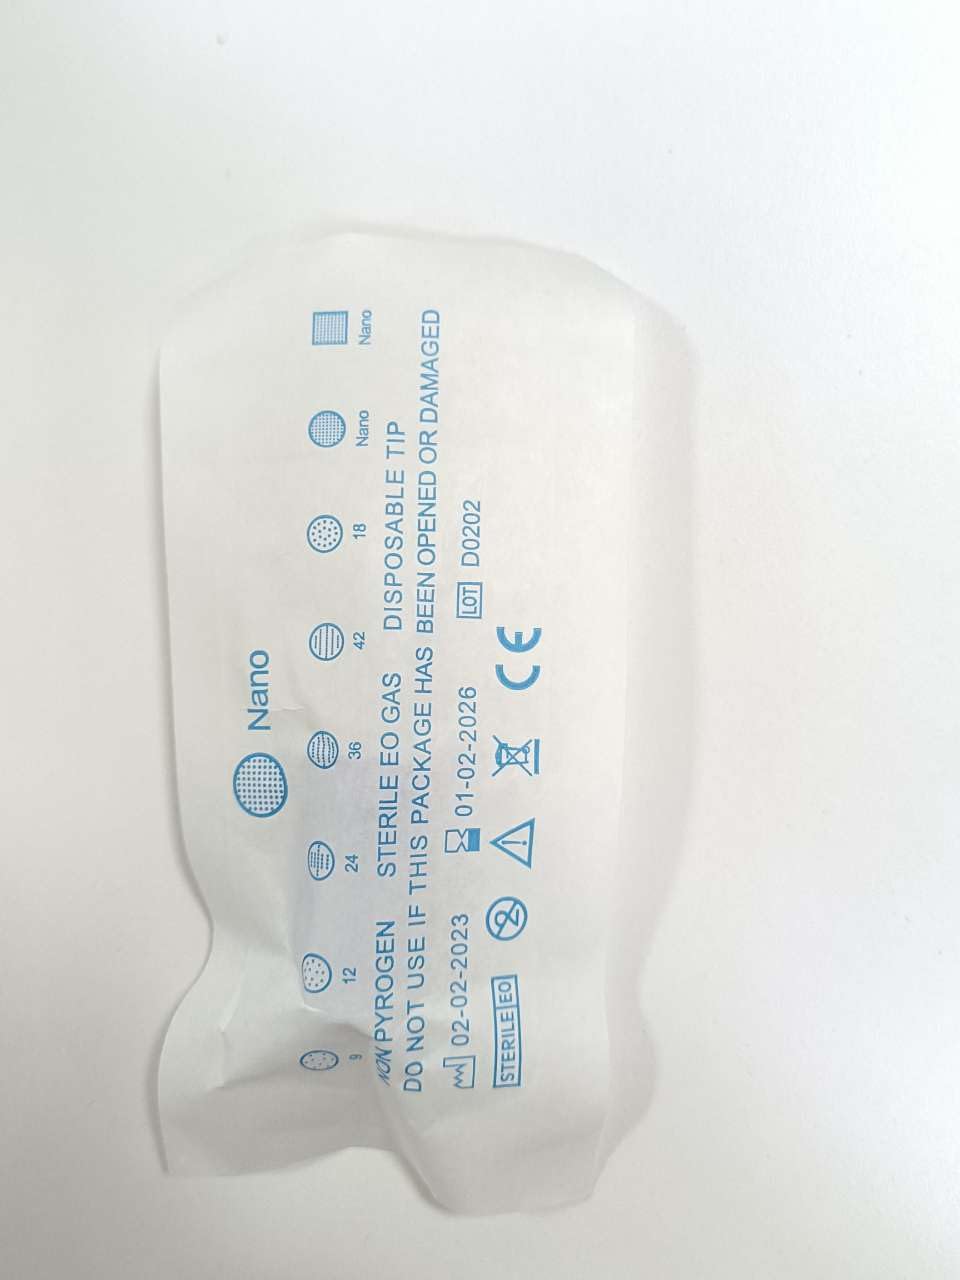 Nano
9 12 24 36 42 18 Nano Nano
NON PYROGEN STERILE EO GAS DISPOSABLE TIP
DO NOT USE IF THIS PACKAGE HAS BEEN OPENED OR DAMAGED
02-02-2023 01-02-2026 LOT D0202
STERILE EO 2 CE